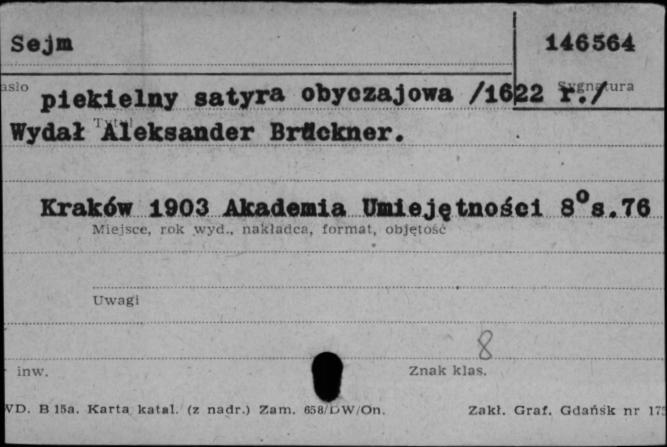 Sejm 146564
asło Sygnatura
piekielny satyra obyczajowa /1622 r./
Tytuł
Wydał Aleksander Brückner.
Kraków 1903 Akademia Umiejętności 8° s.76
Miejsce, rok wyd., nakładca, format, objętość
Uwagi
8
inw. Znak klas.
WD. B 15a. Karta katal. (z nadr.) Zam. 658/DW/On. Zakł. Graf. Gdańsk nr